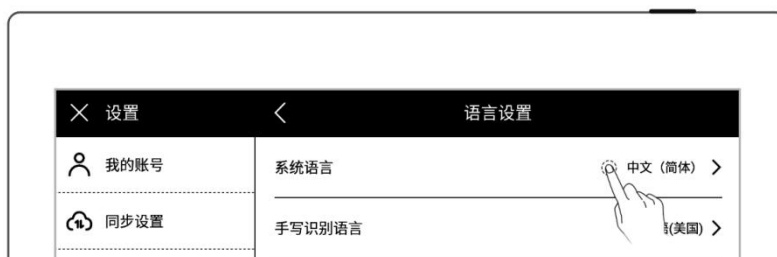 设置
语言设置
我的账号
系统语言 中文（简体）
同步设置
手写识别语言 (美国)